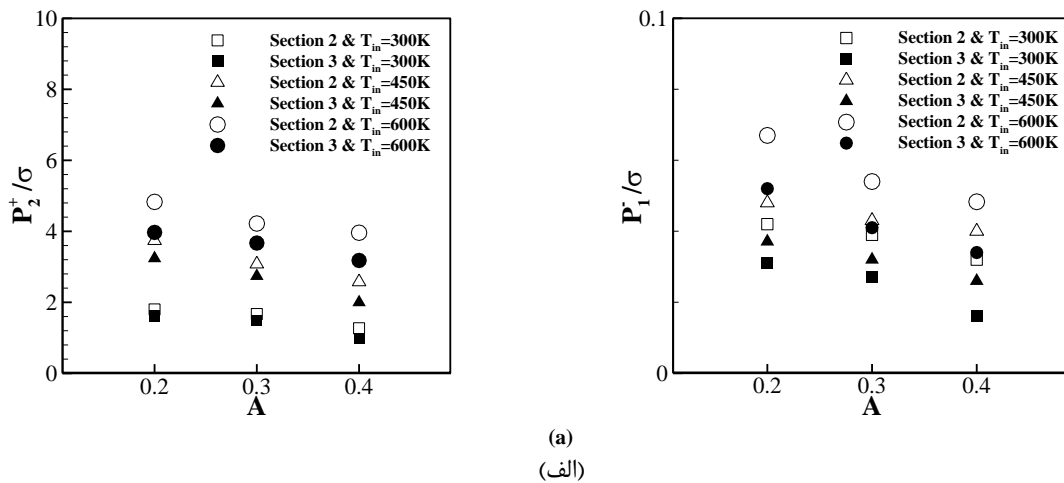 10
8
6
4
2
0
P₂⁺/σ
Section 2 & T_in=300K
Section 3 & T_in=300K
Section 2 & T_in=450K
Section 3 & T_in=450K
Section 2 & T_in=600K
Section 3 & T_in=600K
0.2 0.3 0.4
A
0.1
0
P₁⁻/σ
Section 2 & T_in=300K
Section 3 & T_in=300K
Section 2 & T_in=450K
Section 3 & T_in=450K
Section 2 & T_in=600K
Section 3 & T_in=600K
0.2 0.3 0.4
A
(a)
(الف)